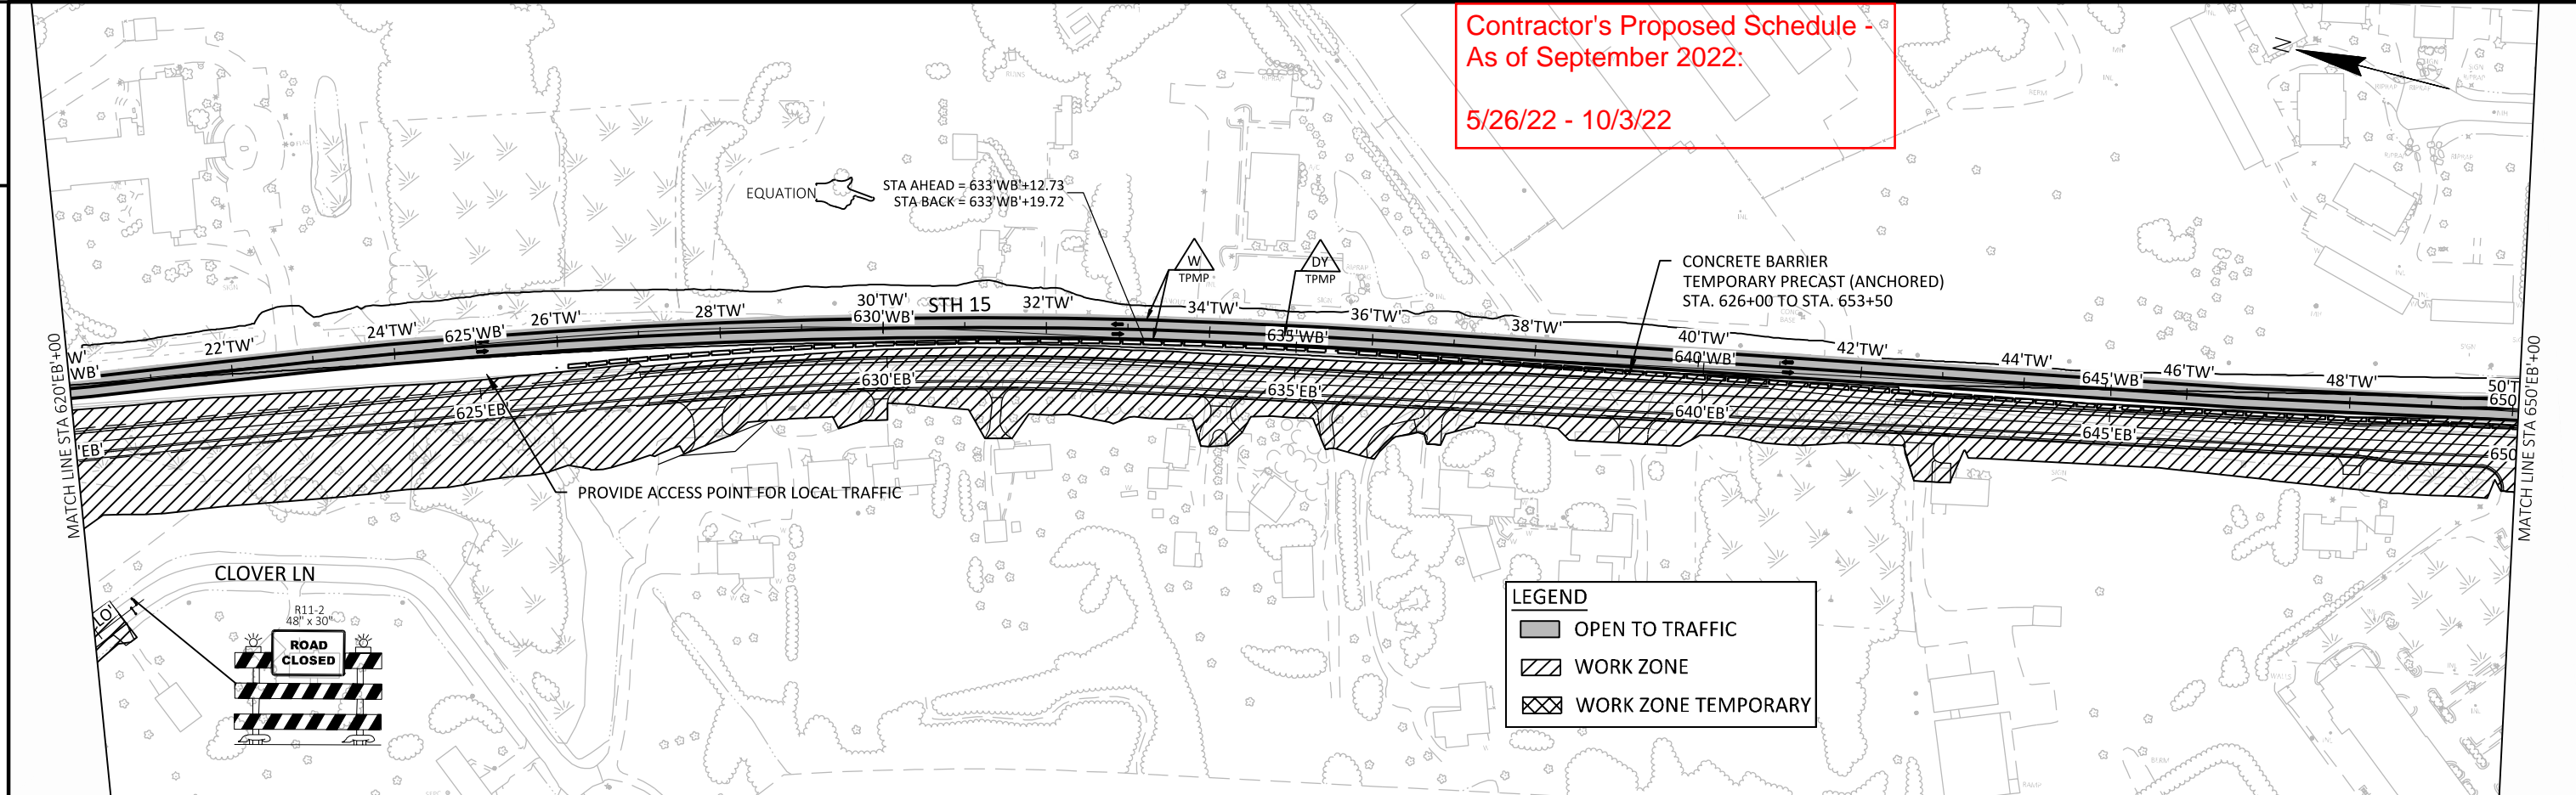 Contractor's Proposed Schedule -
As of September 2022:
5/26/22 - 10/3/22
N
EQUATION
STA AHEAD = 633'WB'+12.73
STA BACK = 633'WB'+19.72
W
TPMP
DY
TPMP
CONCRETE BARRIER
TEMPORARY PRECAST (ANCHORED)
STA. 626+00 TO STA. 653+50
STH 15
W'
22'TW'
24'TW'
26'TW'
28'TW'
30'TW'
32'TW'
34'TW'
36'TW'
38'TW'
40'TW'
42'TW'
44'TW'
46'TW'
48'TW'
50'T
WB'
625'WB'
630'WB'
635'WB'
640'WB'
645'WB'
650
'EB'
625'EB
630'EB'
635'EB'
640'EB'
645'EB'
650
MATCH LINE STA 620'EB'+00
MATCH LINE STA 650'EB'+00
PROVIDE ACCESS POINT FOR LOCAL TRAFFIC
CLOVER LN
LO'
R11-2
48" x 30"
ROAD
CLOSED
LEGEND
OPEN TO TRAFFIC
WORK ZONE
WORK ZONE TEMPORARY